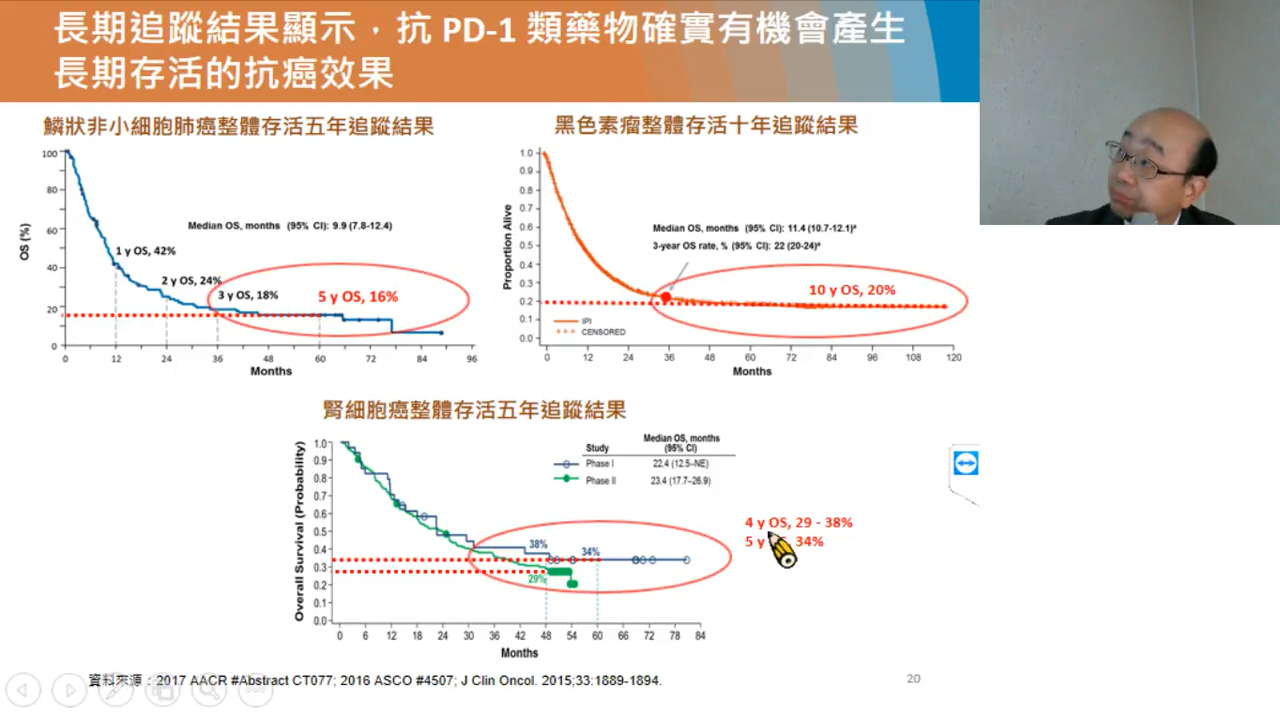 長期追蹤結果顯示，抗 PD-1 類藥物確實有機會產生
長期存活的抗癌效果
鱗狀非小細胞肺癌整體存活五年追蹤結果
OS (%)
100
80
60
40
20
0
Median OS, months (95% CI): 9.9 (7.8-12.4)
1 y OS, 42%
2 y OS, 24%
3 y OS, 18%
5 y OS, 16%
0 12 24 36 48 60 72 84 96
Months
黑色素瘤整體存活十年追蹤結果
Proportion Alive
1.0
0.9
0.8
0.7
0.6
0.5
0.4
0.3
0.2
0.1
0.0
Median OS, months (95% CI): 11.4 (10.7-12.1)ª
3-year OS rate, % (95% CI): 22 (20-24)ª
10 y OS, 20%
IPI
CENSORED
0 12 24 36 48 60 72 84 96 108 120
Months
腎細胞癌整體存活五年追蹤結果
Overall Survival (Probability)
1.0
0.9
0.8
0.7
0.6
0.5
0.4
0.3
0.2
0.1
0.0
Median OS, months
Study (95% CI)
Phase I 22.4 (12.5–NE)
Phase II 23.4 (17.7–26.9)
38%
34%
29%
0 6 12 18 24 30 36 42 48 54 60 66 72 78 84
Months
4 y OS, 29 - 38%
5 y 34%
資料來源：2017 AACR #Abstract CT077; 2016 ASCO #4507; J Clin Oncol. 2015;33:1889-1894.
20